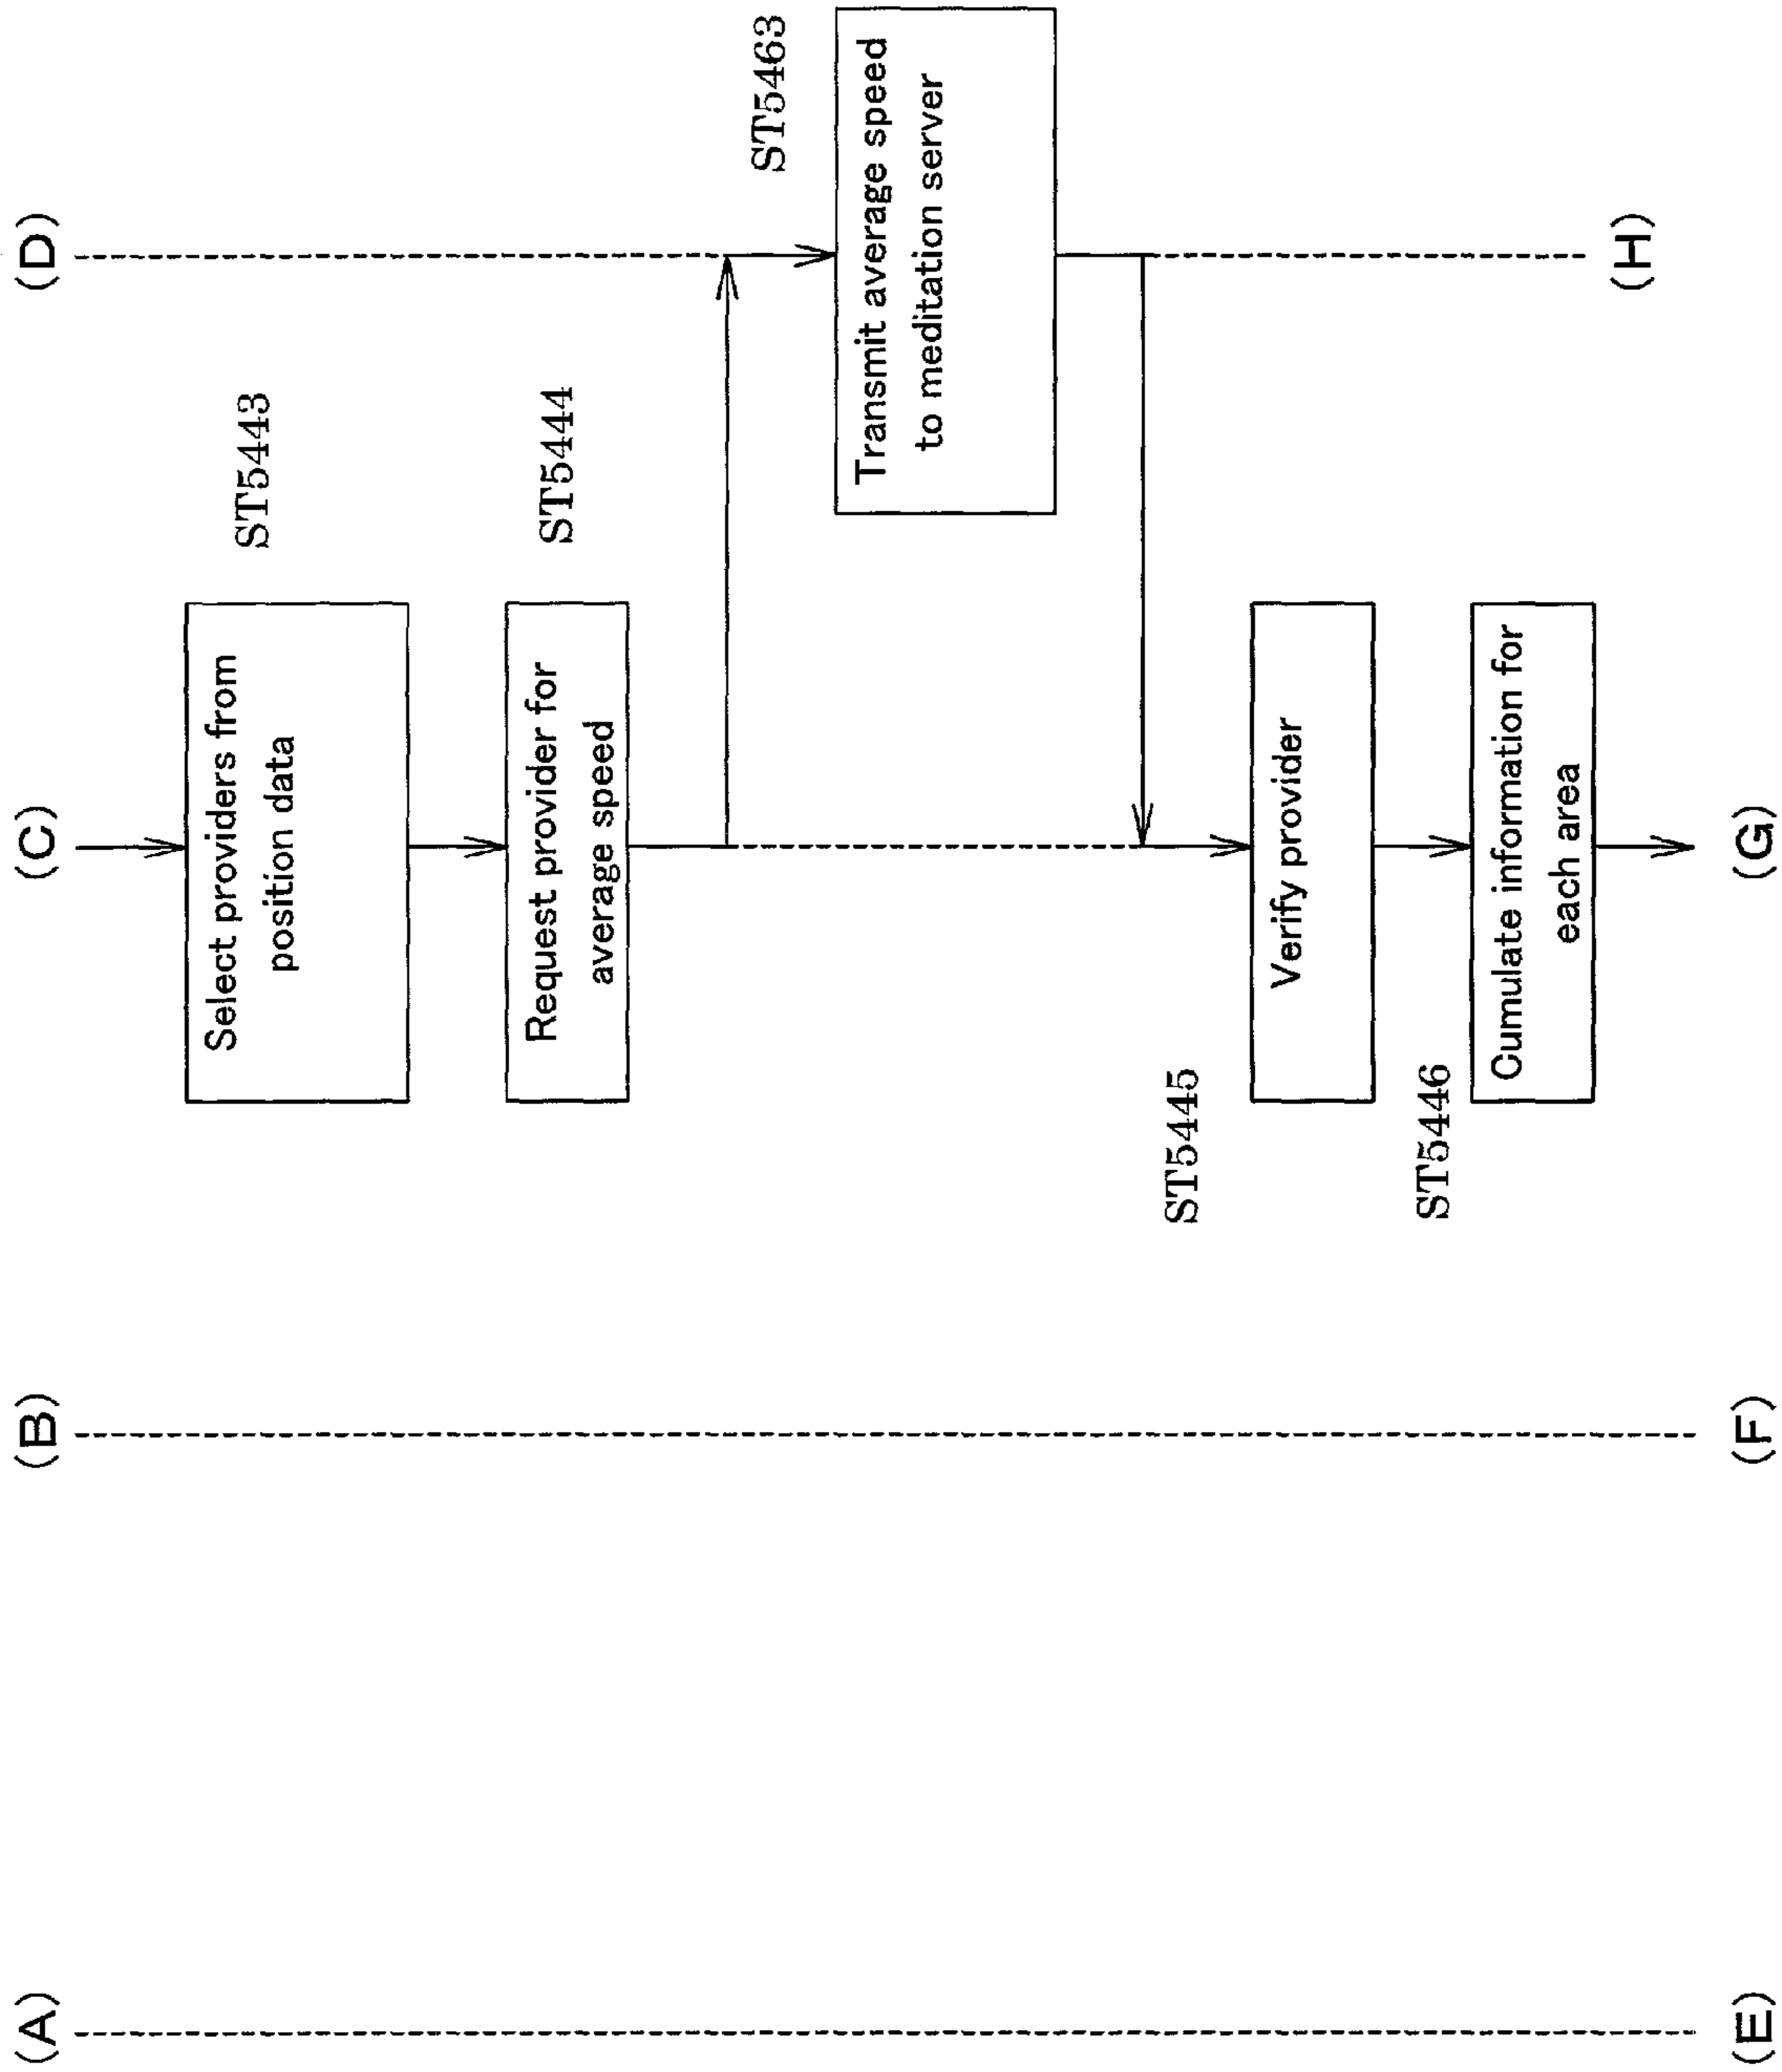 (A)
(B)
(C)
(D)
Select providers from
position data
ST5443
Request provider for
average speed
ST5444
ST5463
Transmit average speed
to meditation server
ST5445
Verify provider
ST5446
Cumulate information for
each area
(E)
(F)
(G)
(H)